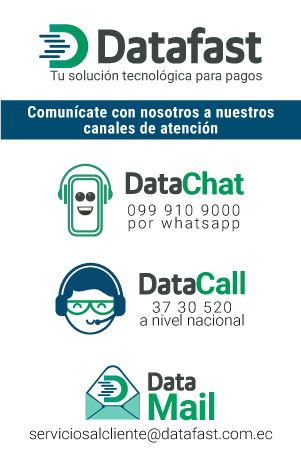 Datafast
Tu solución tecnológica para pagos
Comunícate con nosotros a nuestros
canales de atención
DataChat
099 910 9000
por whatsapp
DataCall
37 30 520
a nivel nacional
Data
Mail
serviciosalcliente@datafast.com.ec